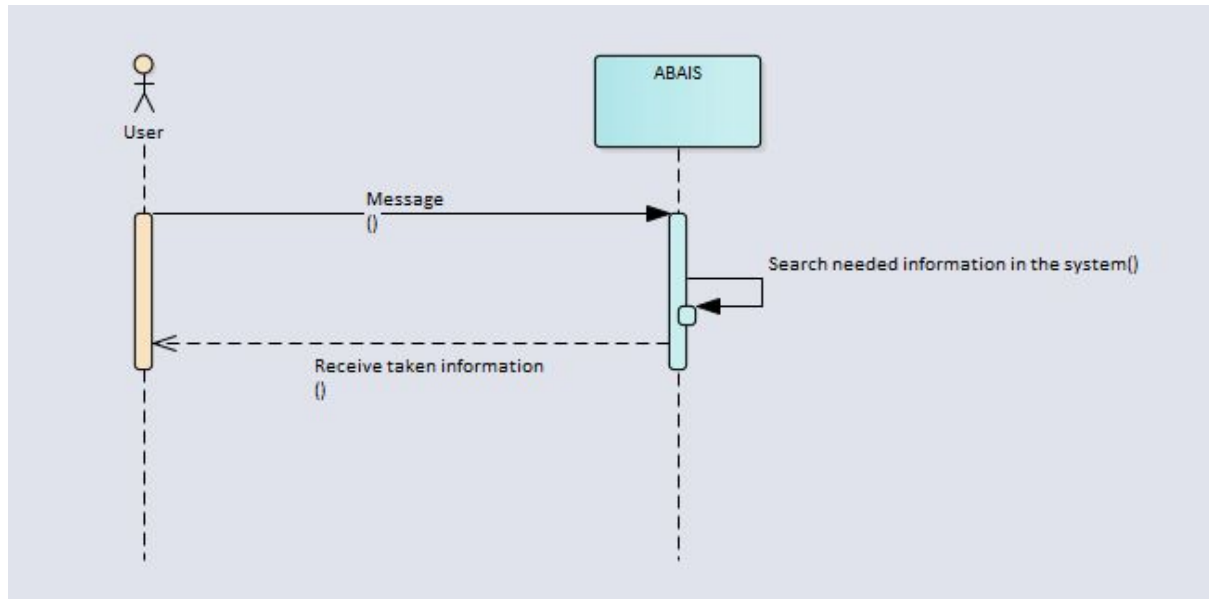 ABAIS
User
Message
()
Search needed information in the system()
Receive taken information
()